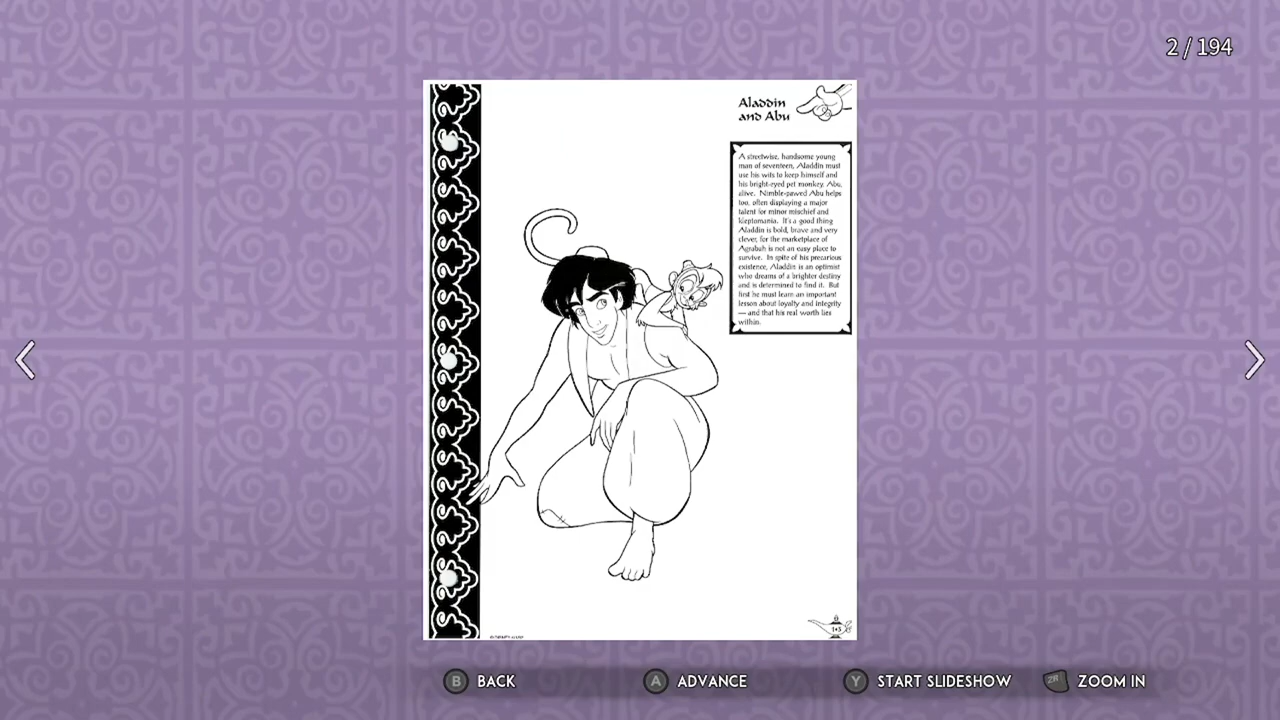 2 / 194
Aladdin
and Abu
A streetwise, handsome young
man of seventeen, Aladdin must
use his wits to keep himself and
his bright-eyed pet monkey, Abu,
alive. Nimble-pawed Abu helps
too, often displaying a major
talent for minor mischief and
kleptomania. It's a good thing
Aladdin is bold, brave and very
clever, for the marketplace of
Agrabah is not an easy place to
survive. In spite of his precarious
existence, Aladdin is an optimist
who dreams of a brighter destiny
and is determined to find it. But
first he must learn an important
lesson about loyalty and integrity
— and that his real worth lies
within.
B BACK
A ADVANCE
Y START SLIDESHOW
ZR ZOOM IN